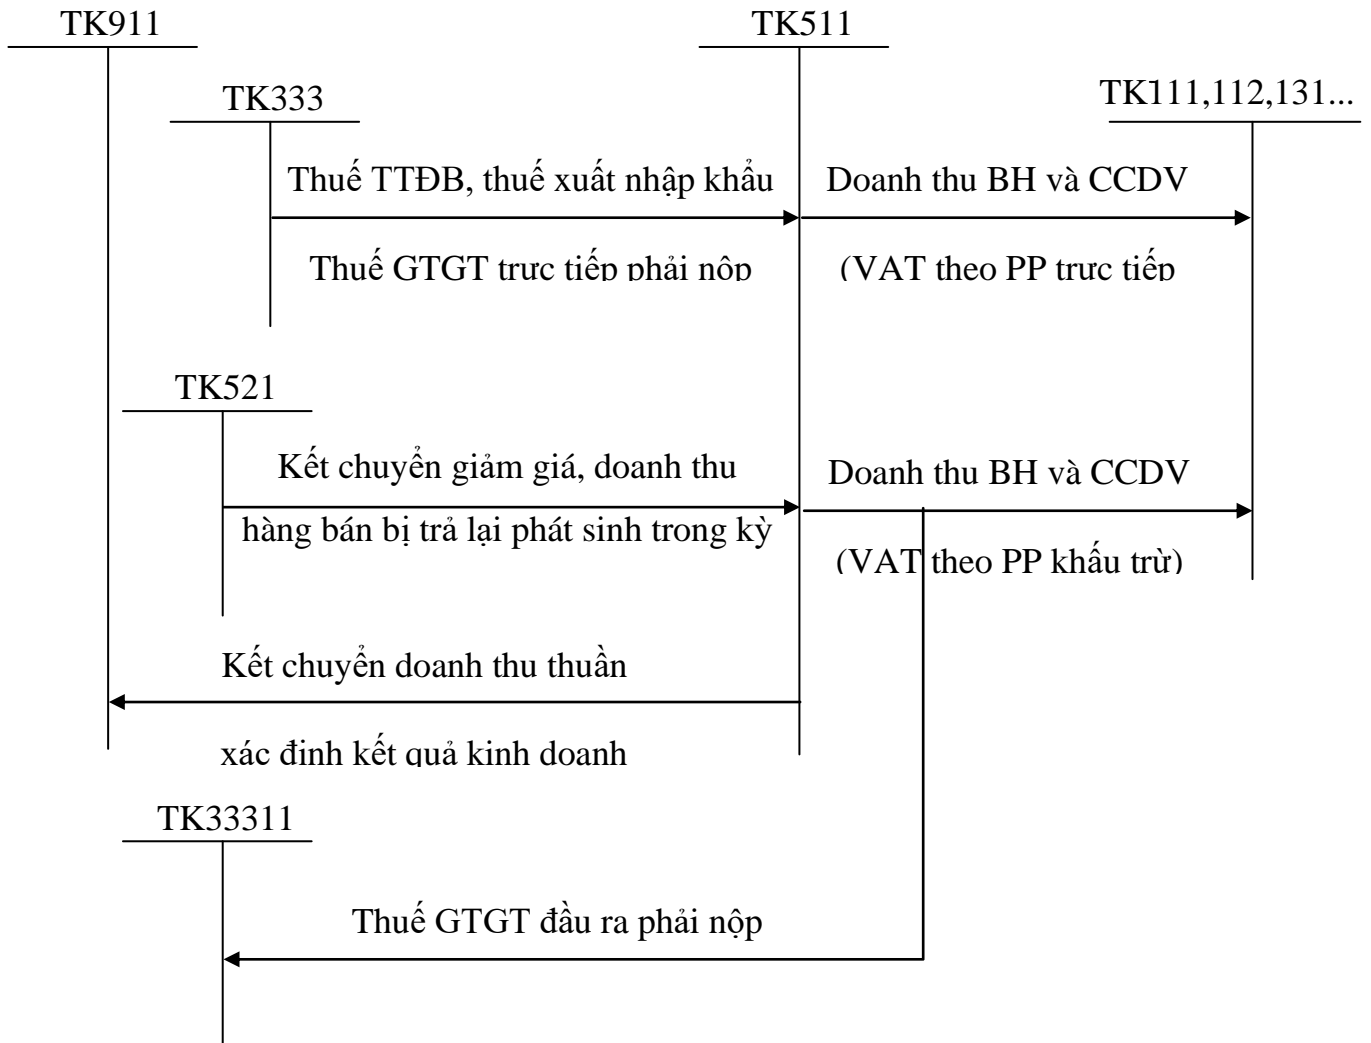 TK911
TK511
TK333
TK111,112,131...
Thuế TTĐB, thuế xuất nhập khẩu
Doanh thu BH và CCDV
Thuế GTGT trực tiếp phải nộp
(VAT theo PP trực tiếp
TK521
Kết chuyển giảm giá, doanh thu
Doanh thu BH và CCDV
hàng bán bị trả lại phát sinh trong kỳ
(VAT theo PP khấu trừ)
Kết chuyển doanh thu thuần
xác định kết quả kinh doanh
TK33311
Thuế GTGT đầu ra phải nộp